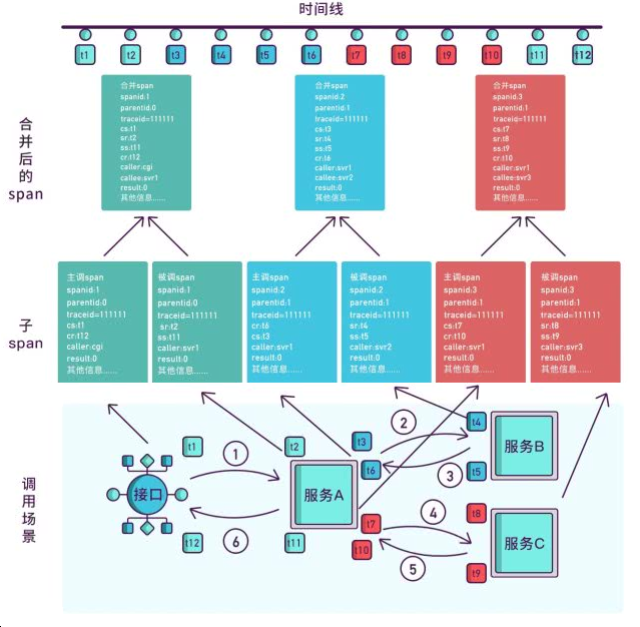 时间线
t1 t2 t3 t4 t5 t6 t7 t8 t9 t10 t11 t12
合并后的span
合并span
spanid:1
parentid:0
traceid=111111
cs:t1
sr:t2
ss:t11
cr:t12
caller:cgi
callee:svr1
result:0
其他信息......
合并span
spanid:2
parentid:1
traceid=111111
cs:t3
sr:t4
ss:t5
cr:t6
caller:svr1
callee:svr2
result:0
其他信息......
合并span
spanid:3
parentid:1
traceid=111111
cs:t7
sr:t8
ss:t9
cr:t10
caller:svr1
callee:svr3
result:0
其他信息......
子span
主调span
spanid:1
parentid:0
traceid=111111
cs:t1
cr:t12
caller:cgi
result:0
其他信息......
被调span
spanid:1
parentid:0
traceid=111111
sr:t2
ss:t11
caller:svr1
result:0
其他信息......
主调span
spanid:2
parentid:1
traceid=111111
cr:t6
cs:t3
caller:svr1
result:0
其他信息......
被调span
spanid:2
parentid:1
traceid=111111
sr:t4
ss:t5
caller:svr2
result:0
其他信息......
主调span
spanid:3
parentid:1
traceid=111111
cs:t7
cr:t10
caller:svr1
result:0
其他信息......
被调span
spanid:3
parentid:1
traceid=111111
sr:t8
ss:t9
caller:svr3
result:0
其他信息......
调用场景
接口
t1
t12
1
6
t2
t11
服务A
t3
t6
t7
t10
2
3
4
5
t4
t5
服务B
t8
t9
服务C